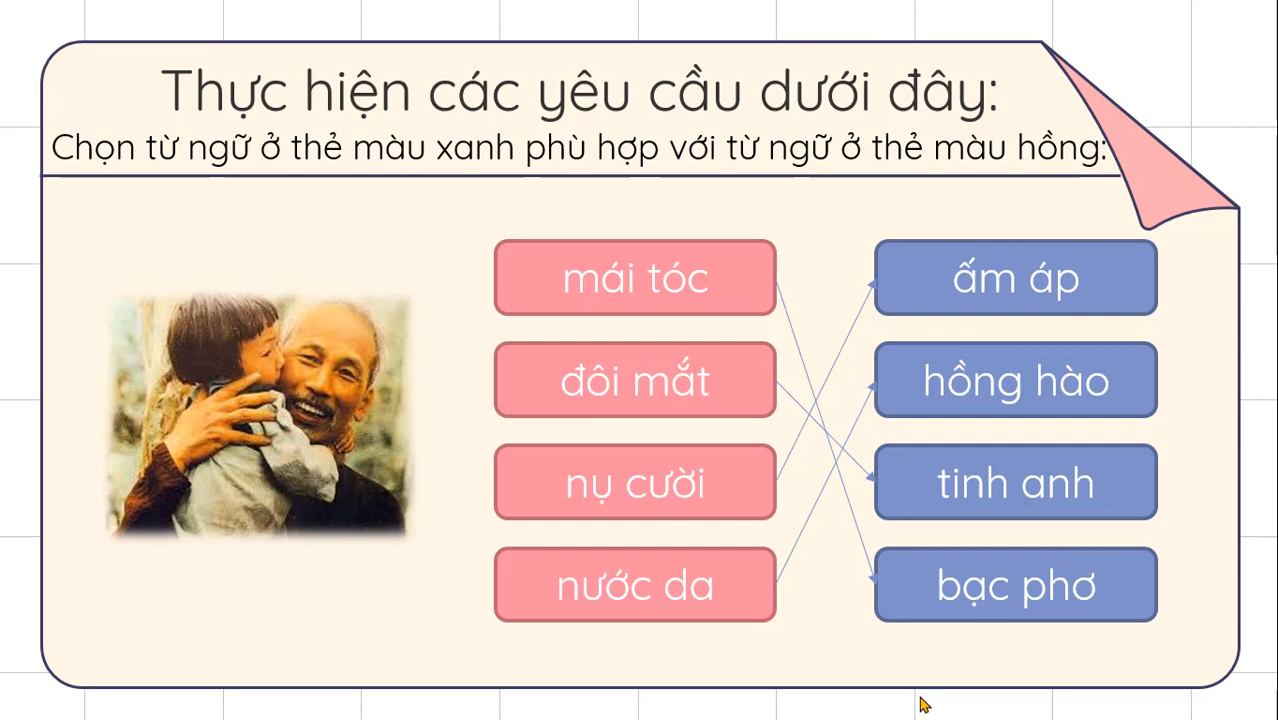 Thực hiện các yêu cầu dưới đây:
Chọn từ ngữ ở thẻ màu xanh phù hợp với từ ngữ ở thẻ màu hồng:
mái tóc
ấm áp
đôi mắt
hồng hào
nụ cười
tinh anh
nước da
bạc phơ